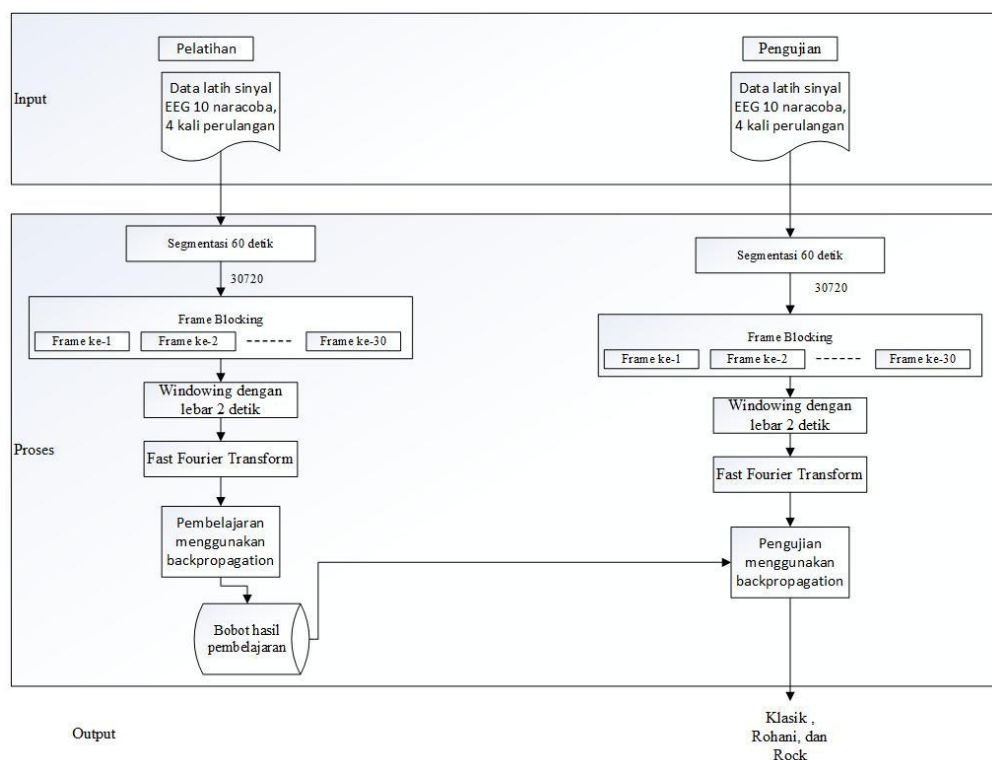 Input
Pelatihan
Data latih sinyal
EEG 10 naracoba,
4 kali perulangan
Pengujian
Data latih sinyal
EEG 10 naracoba,
4 kali perulangan
Proses
Segmentasi 60 detik
30720
Frame Blocking
Frame ke-1 Frame ke-2 ------ Frame ke-30
Windowing dengan
lebar 2 detik
Fast Fourier Transform
Pembelajaran
menggunakan
backpropagation
Bobot hasil
pembelajaran
Segmentasi 60 detik
30720
Frame Blocking
Frame ke-1 Frame ke-2 ------ Frame ke-30
Windowing dengan
lebar 2 detik
Fast Fourier Transform
Pengujian
menggunakan
backpropagation
Output
Klasik ,
Rohani, dan
Rock